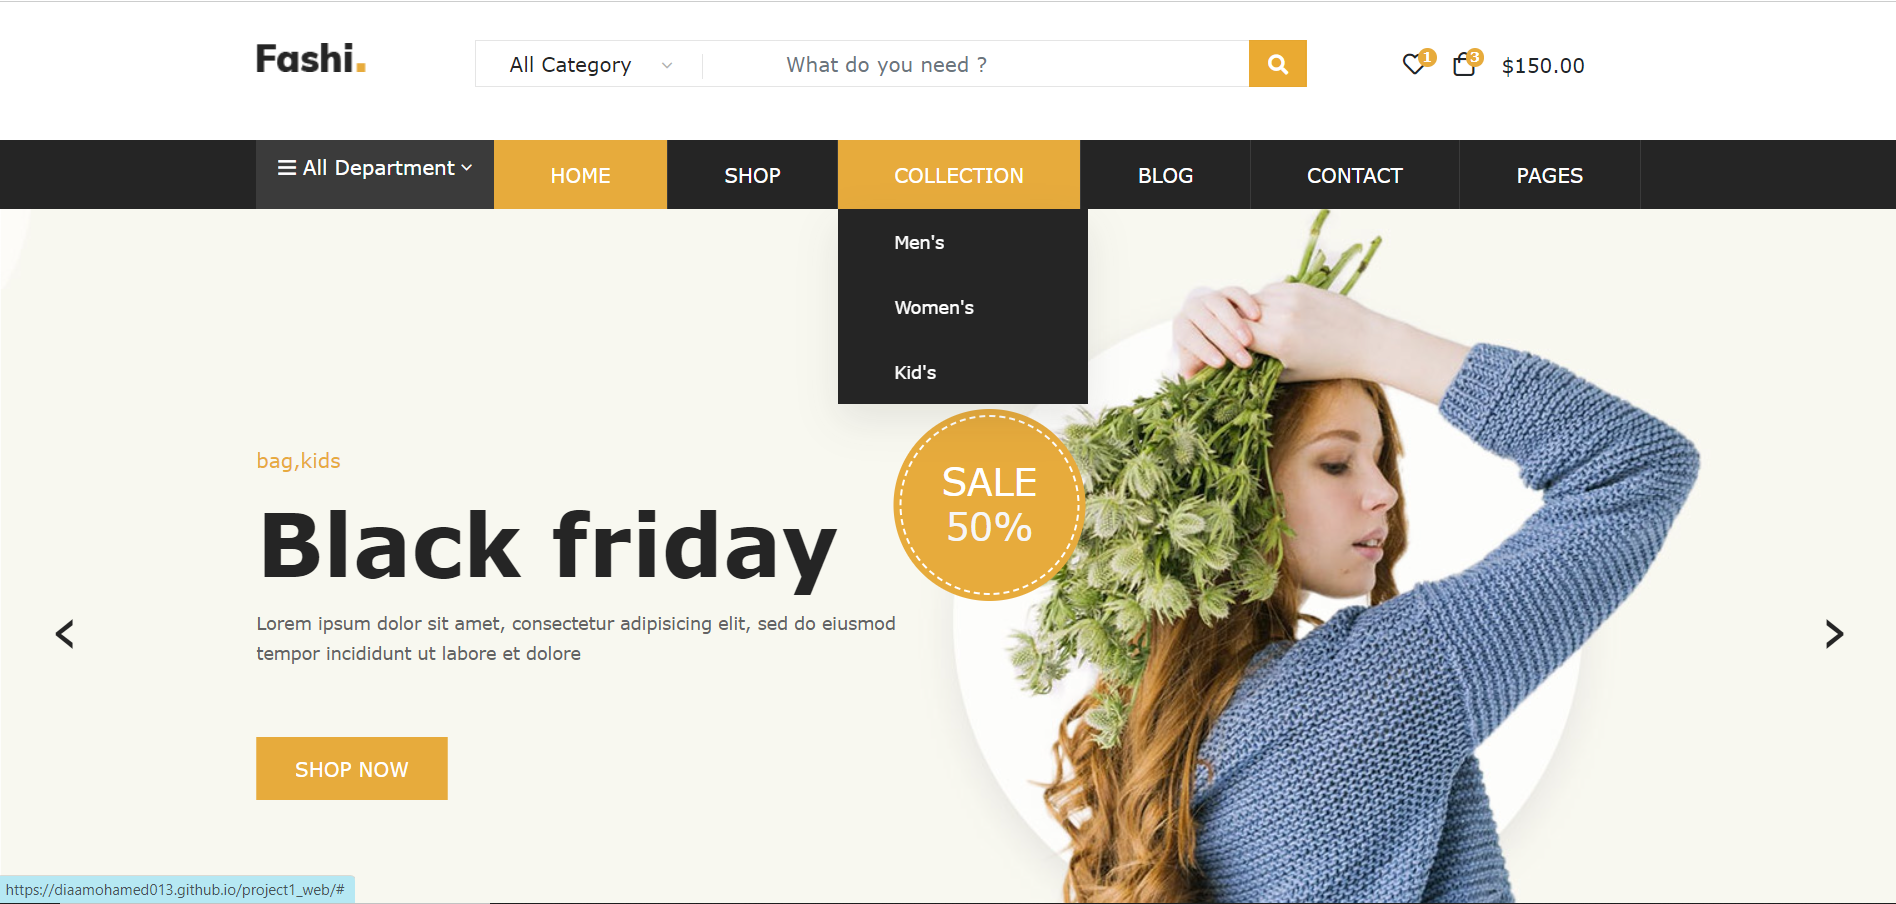 Fashi.
All Category
What do you need ?
1
3
$150.00
All Department
HOME
SHOP
COLLECTION
BLOG
CONTACT
PAGES
Men's
Women's
Kid's
bag,kids
Black friday
Lorem ipsum dolor sit amet, consectetur adipisicing elit, sed do eiusmod
tempor incididunt ut labore et dolore
SHOP NOW
SALE
50%
https://diaamohamed013.github.io/project1_web/#